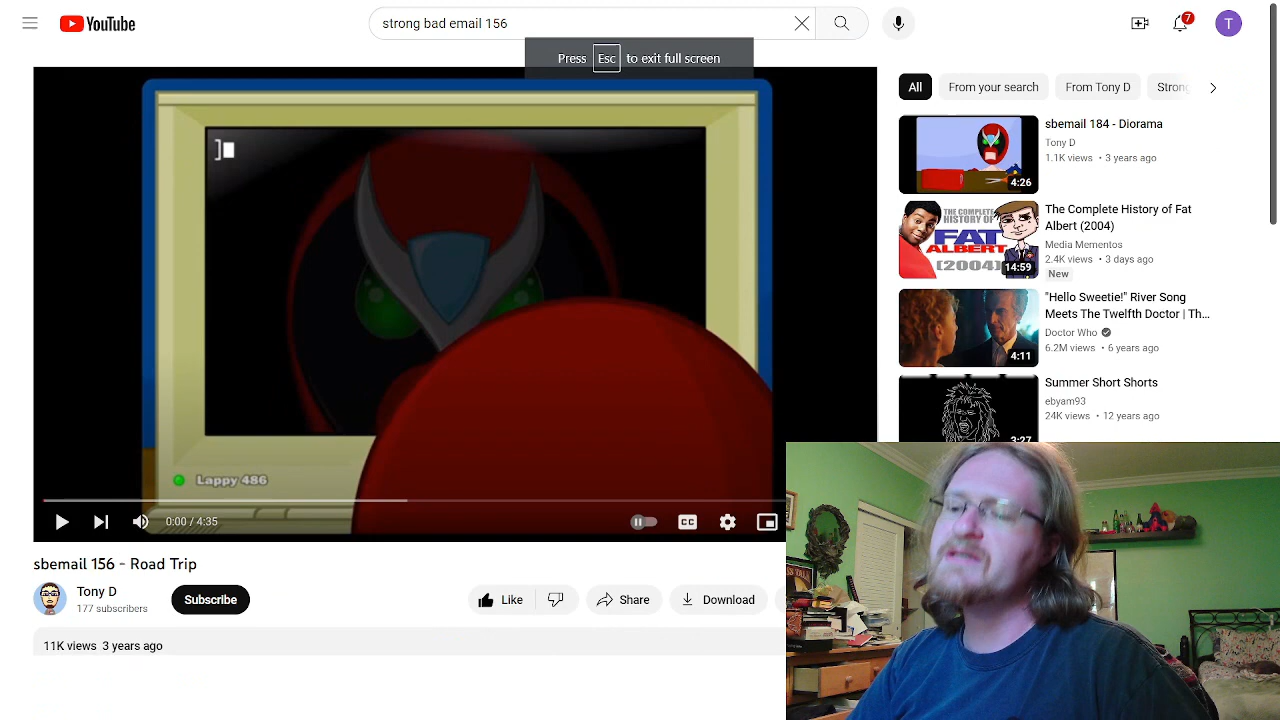 YouTube
strong bad email 156
7
T
Press Esc to exit full screen
]
Lappy 486
0:00 / 4:35
CC
sbemail 156 - Road Trip
Tony D
177 subscribers
Subscribe
Like
Share
Download
11K views 3 years ago
All
From your search
From Tony D
Strong
sbemail 184 - Diorama
Tony D
1.1K views • 3 years ago
4:26
THE COMPLETE
HISTORY OF
FAT
ALBERT
(2004)
14:59
The Complete History of Fat
Albert (2004)
Media Mementos
2.4K views • 3 days ago
New
4:11
"Hello Sweetie!" River Song
Meets The Twelfth Doctor | Th...
Doctor Who
6.2M views • 6 years ago
3:27
Summer Short Shorts
ebyam93
24K views • 12 years ago